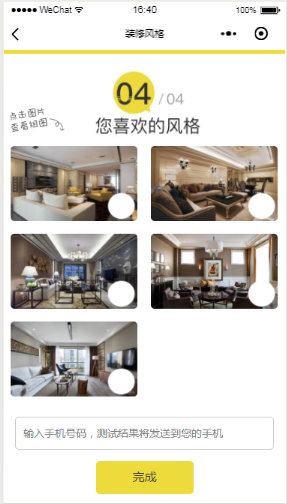 WeChat 16:40 100%
装修风格
04 / 04
点击图片
查看组图
您喜欢的风格
输入手机号码，测试结果将发送到您的手机
完成